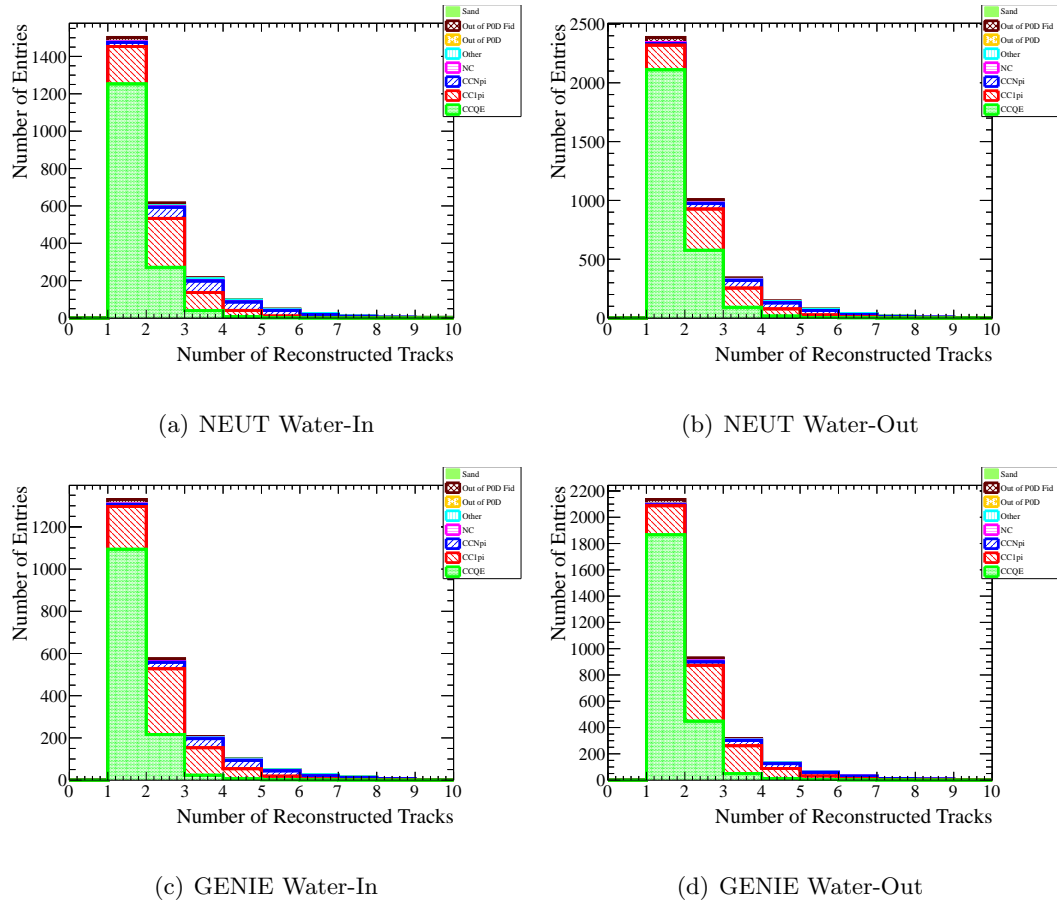 Sand
Out of P0D Fid
Out of P0D
Other
NC
CCNpi
CC1pi
CCQE
Number of Entries
1400
1200
1000
800
600
400
200
0
0 1 2 3 4 5 6 7 8 9 10
Number of Reconstructed Tracks
(a) NEUT Water-In
Sand
Out of P0D Fid
Out of P0D
Other
NC
CCNpi
CC1pi
CCQE
Number of Entries
2500
2000
1500
1000
500
0
0 1 2 3 4 5 6 7 8 9 10
Number of Reconstructed Tracks
(b) NEUT Water-Out
Sand
Out of P0D Fid
Out of P0D
Other
NC
CCNpi
CC1pi
CCQE
Number of Entries
1200
1000
800
600
400
200
0
0 1 2 3 4 5 6 7 8 9 10
Number of Reconstructed Tracks
(c) GENIE Water-In
Sand
Out of P0D Fid
Out of P0D
Other
NC
CCNpi
CC1pi
CCQE
Number of Entries
2200
2000
1800
1600
1400
1200
1000
800
600
400
200
0
0 1 2 3 4 5 6 7 8 9 10
Number of Reconstructed Tracks
(d) GENIE Water-Out